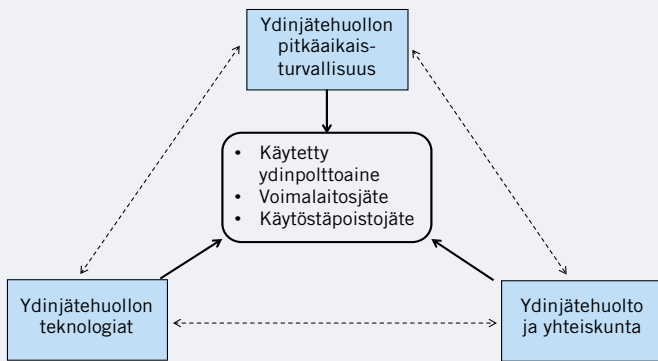 Ydinjätehuollon
pitkäaikais-
turvallisuus
• Käytetty
ydinpolttoaine
• Voimalaitosjäte
• Käytöstäpoistojäte
Ydinjätehuollon
teknologiat
Ydinjätehuolto
ja yhteiskunta